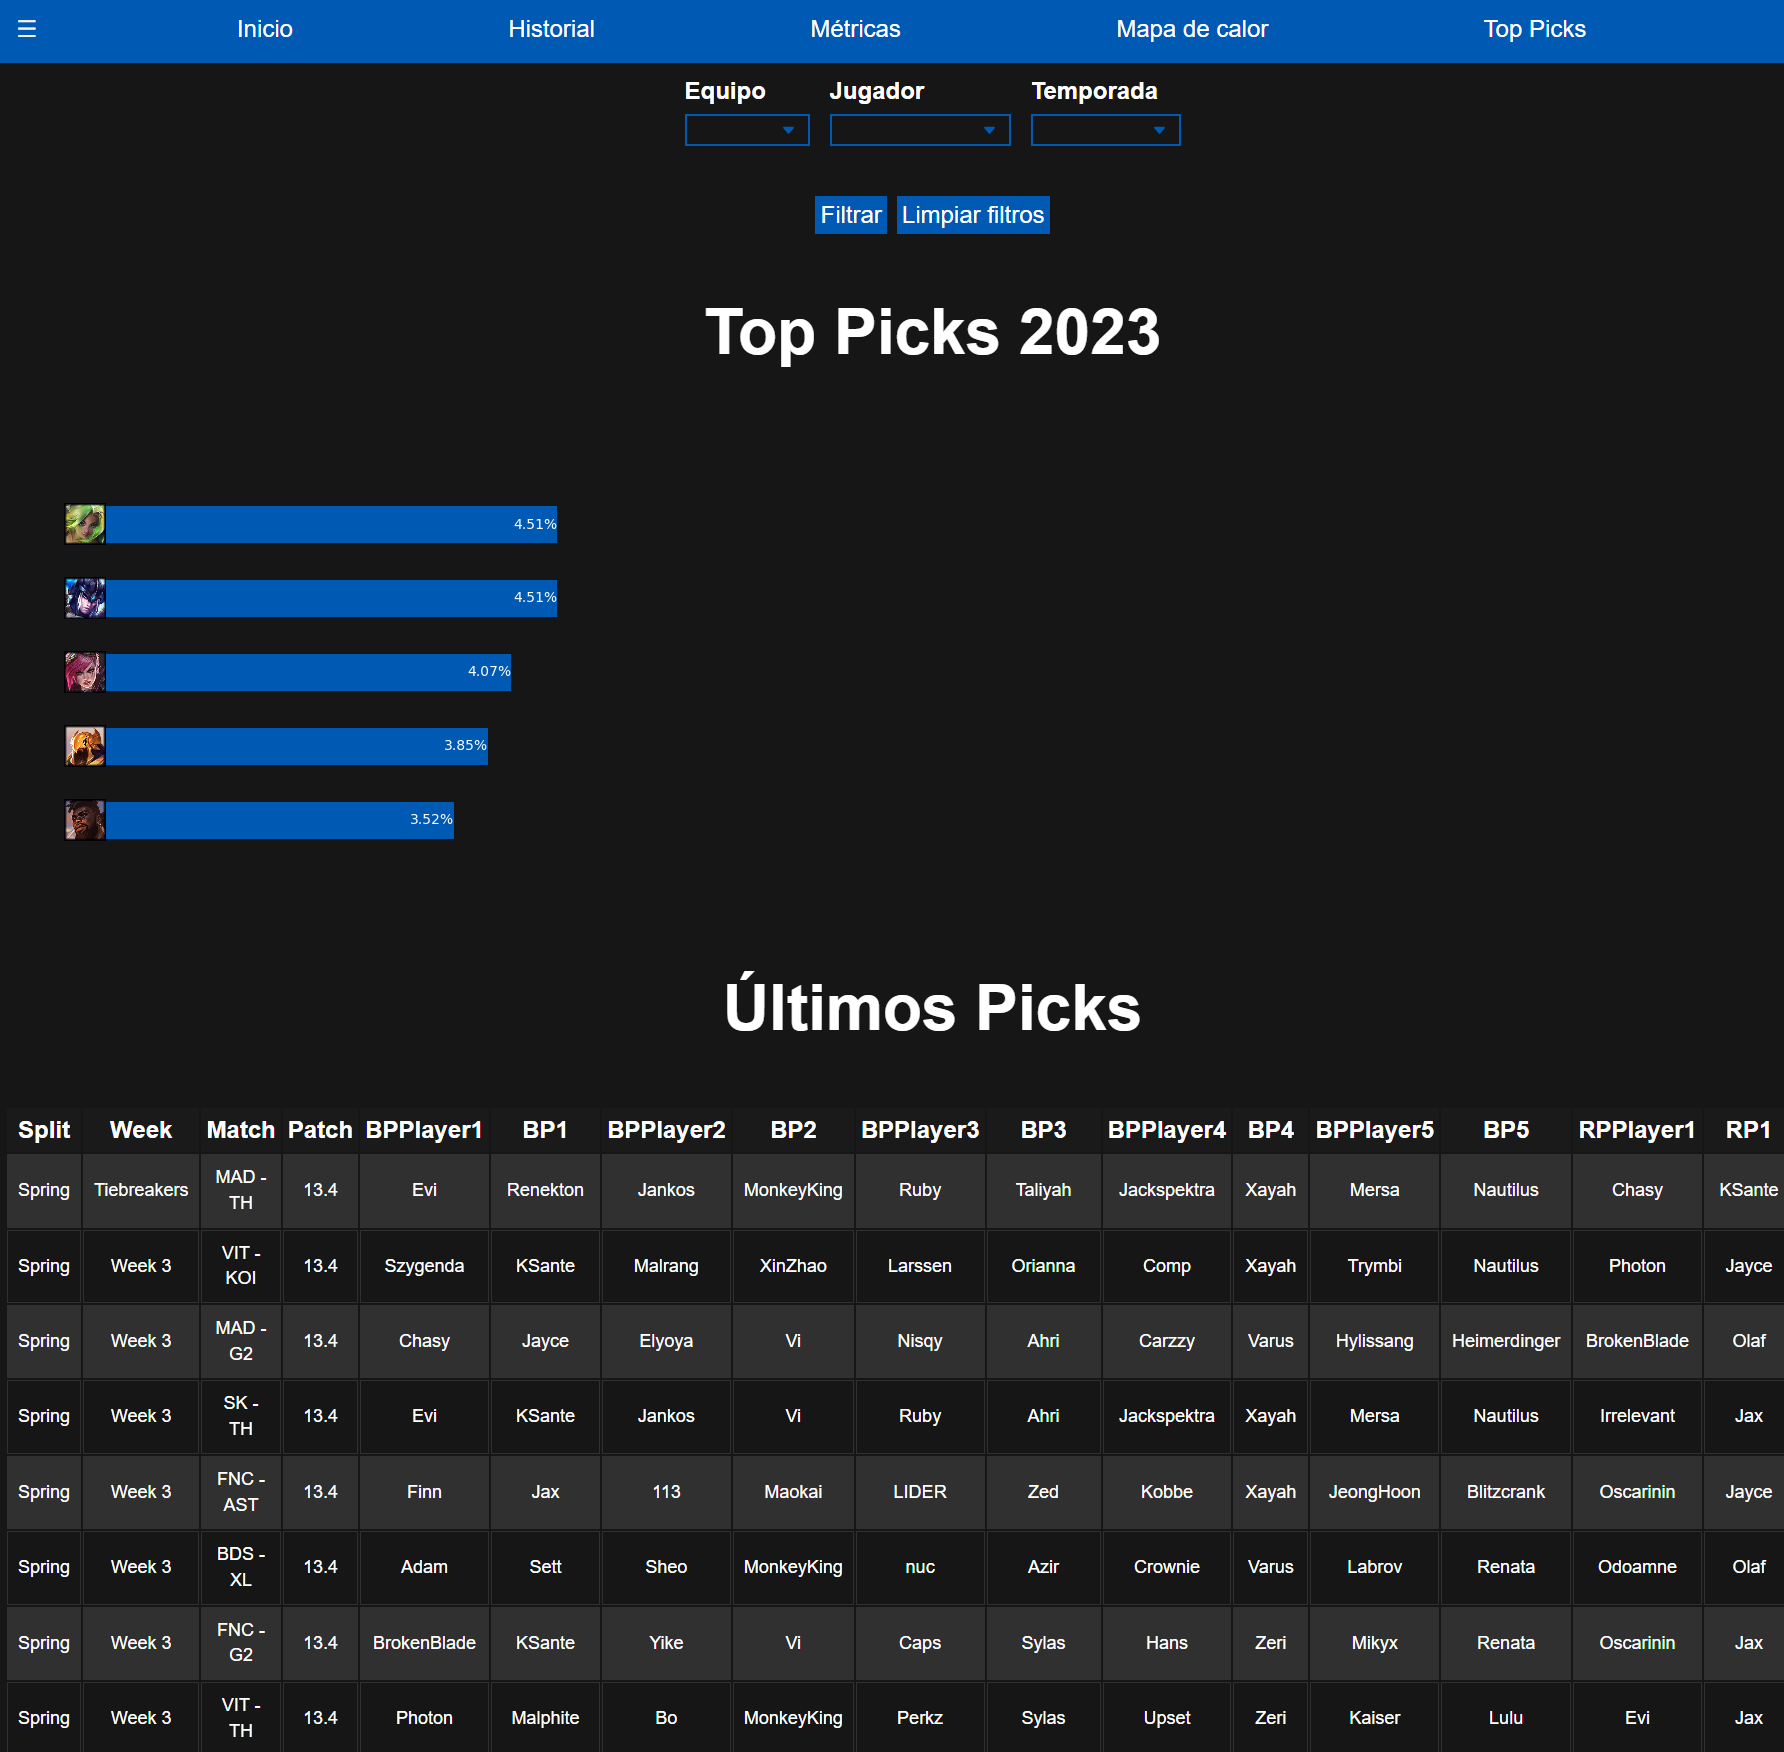 ☰ Inicio Historial Métricas Mapa de calor Top Picks
Equipo Jugador Temporada
Filtrar Limpiar filtros
Top Picks 2023
4.51%
4.51%
4.07%
3.85%
3.52%
Últimos Picks
Split Week Match Patch BPPlayer1 BP1 BPPlayer2 BP2 BPPlayer3 BP3 BPPlayer4 BP4 BPPlayer5 BP5 RPPlayer1 RP1
Spring Tiebreakers MAD - TH 13.4 Evi Renekton Jankos MonkeyKing Ruby Taliyah Jackspektra Xayah Mersa Nautilus Chasy KSante
Spring Week 3 VIT - KOI 13.4 Szygenda KSante Malrang XinZhao Larssen Orianna Comp Xayah Trymbi Nautilus Photon Jayce
Spring Week 3 MAD - G2 13.4 Chasy Jayce Elyoya Vi Nisqy Ahri Carzzy Varus Hylissang Heimerdinger BrokenBlade Olaf
Spring Week 3 SK - TH 13.4 Evi KSante Jankos Vi Ruby Ahri Jackspektra Xayah Mersa Nautilus Irrelevant Jax
Spring Week 3 FNC - AST 13.4 Finn Jax 113 Maokai LIDER Zed Kobbe Xayah JeongHoon Blitzcrank Oscarinin Jayce
Spring Week 3 BDS - XL 13.4 Adam Sett Sheo MonkeyKing nuc Azir Crownie Varus Labrov Renata Odoamne Olaf
Spring Week 3 FNC - G2 13.4 BrokenBlade KSante Yike Vi Caps Sylas Hans Zeri Mikyx Renata Oscarinin Jax
Spring Week 3 VIT - TH 13.4 Photon Malphite Bo MonkeyKing Perkz Sylas Upset Zeri Kaiser Lulu Evi Jax